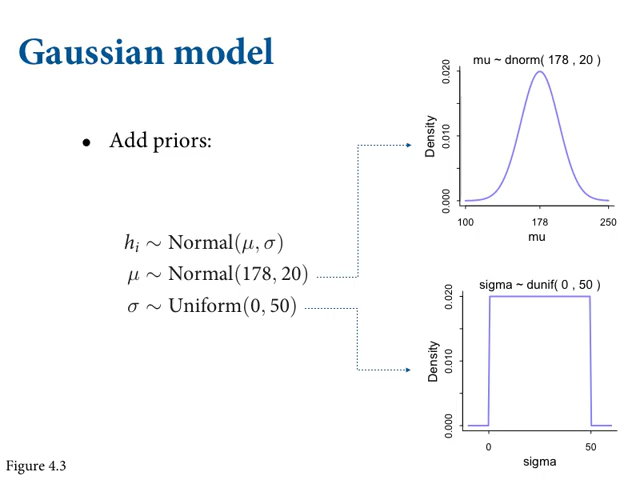 Gaussian model
• Add priors:
hᵢ ∼ Normal(μ, σ)
μ ∼ Normal(178, 20)
σ ∼ Uniform(0, 50)
mu ~ dnorm( 178 , 20 )
Density
0.000 0.010 0.020
100 178 250
mu
sigma ~ dunif( 0 , 50 )
Density
0.000 0.010 0.020
0 50
sigma
Figure 4.3